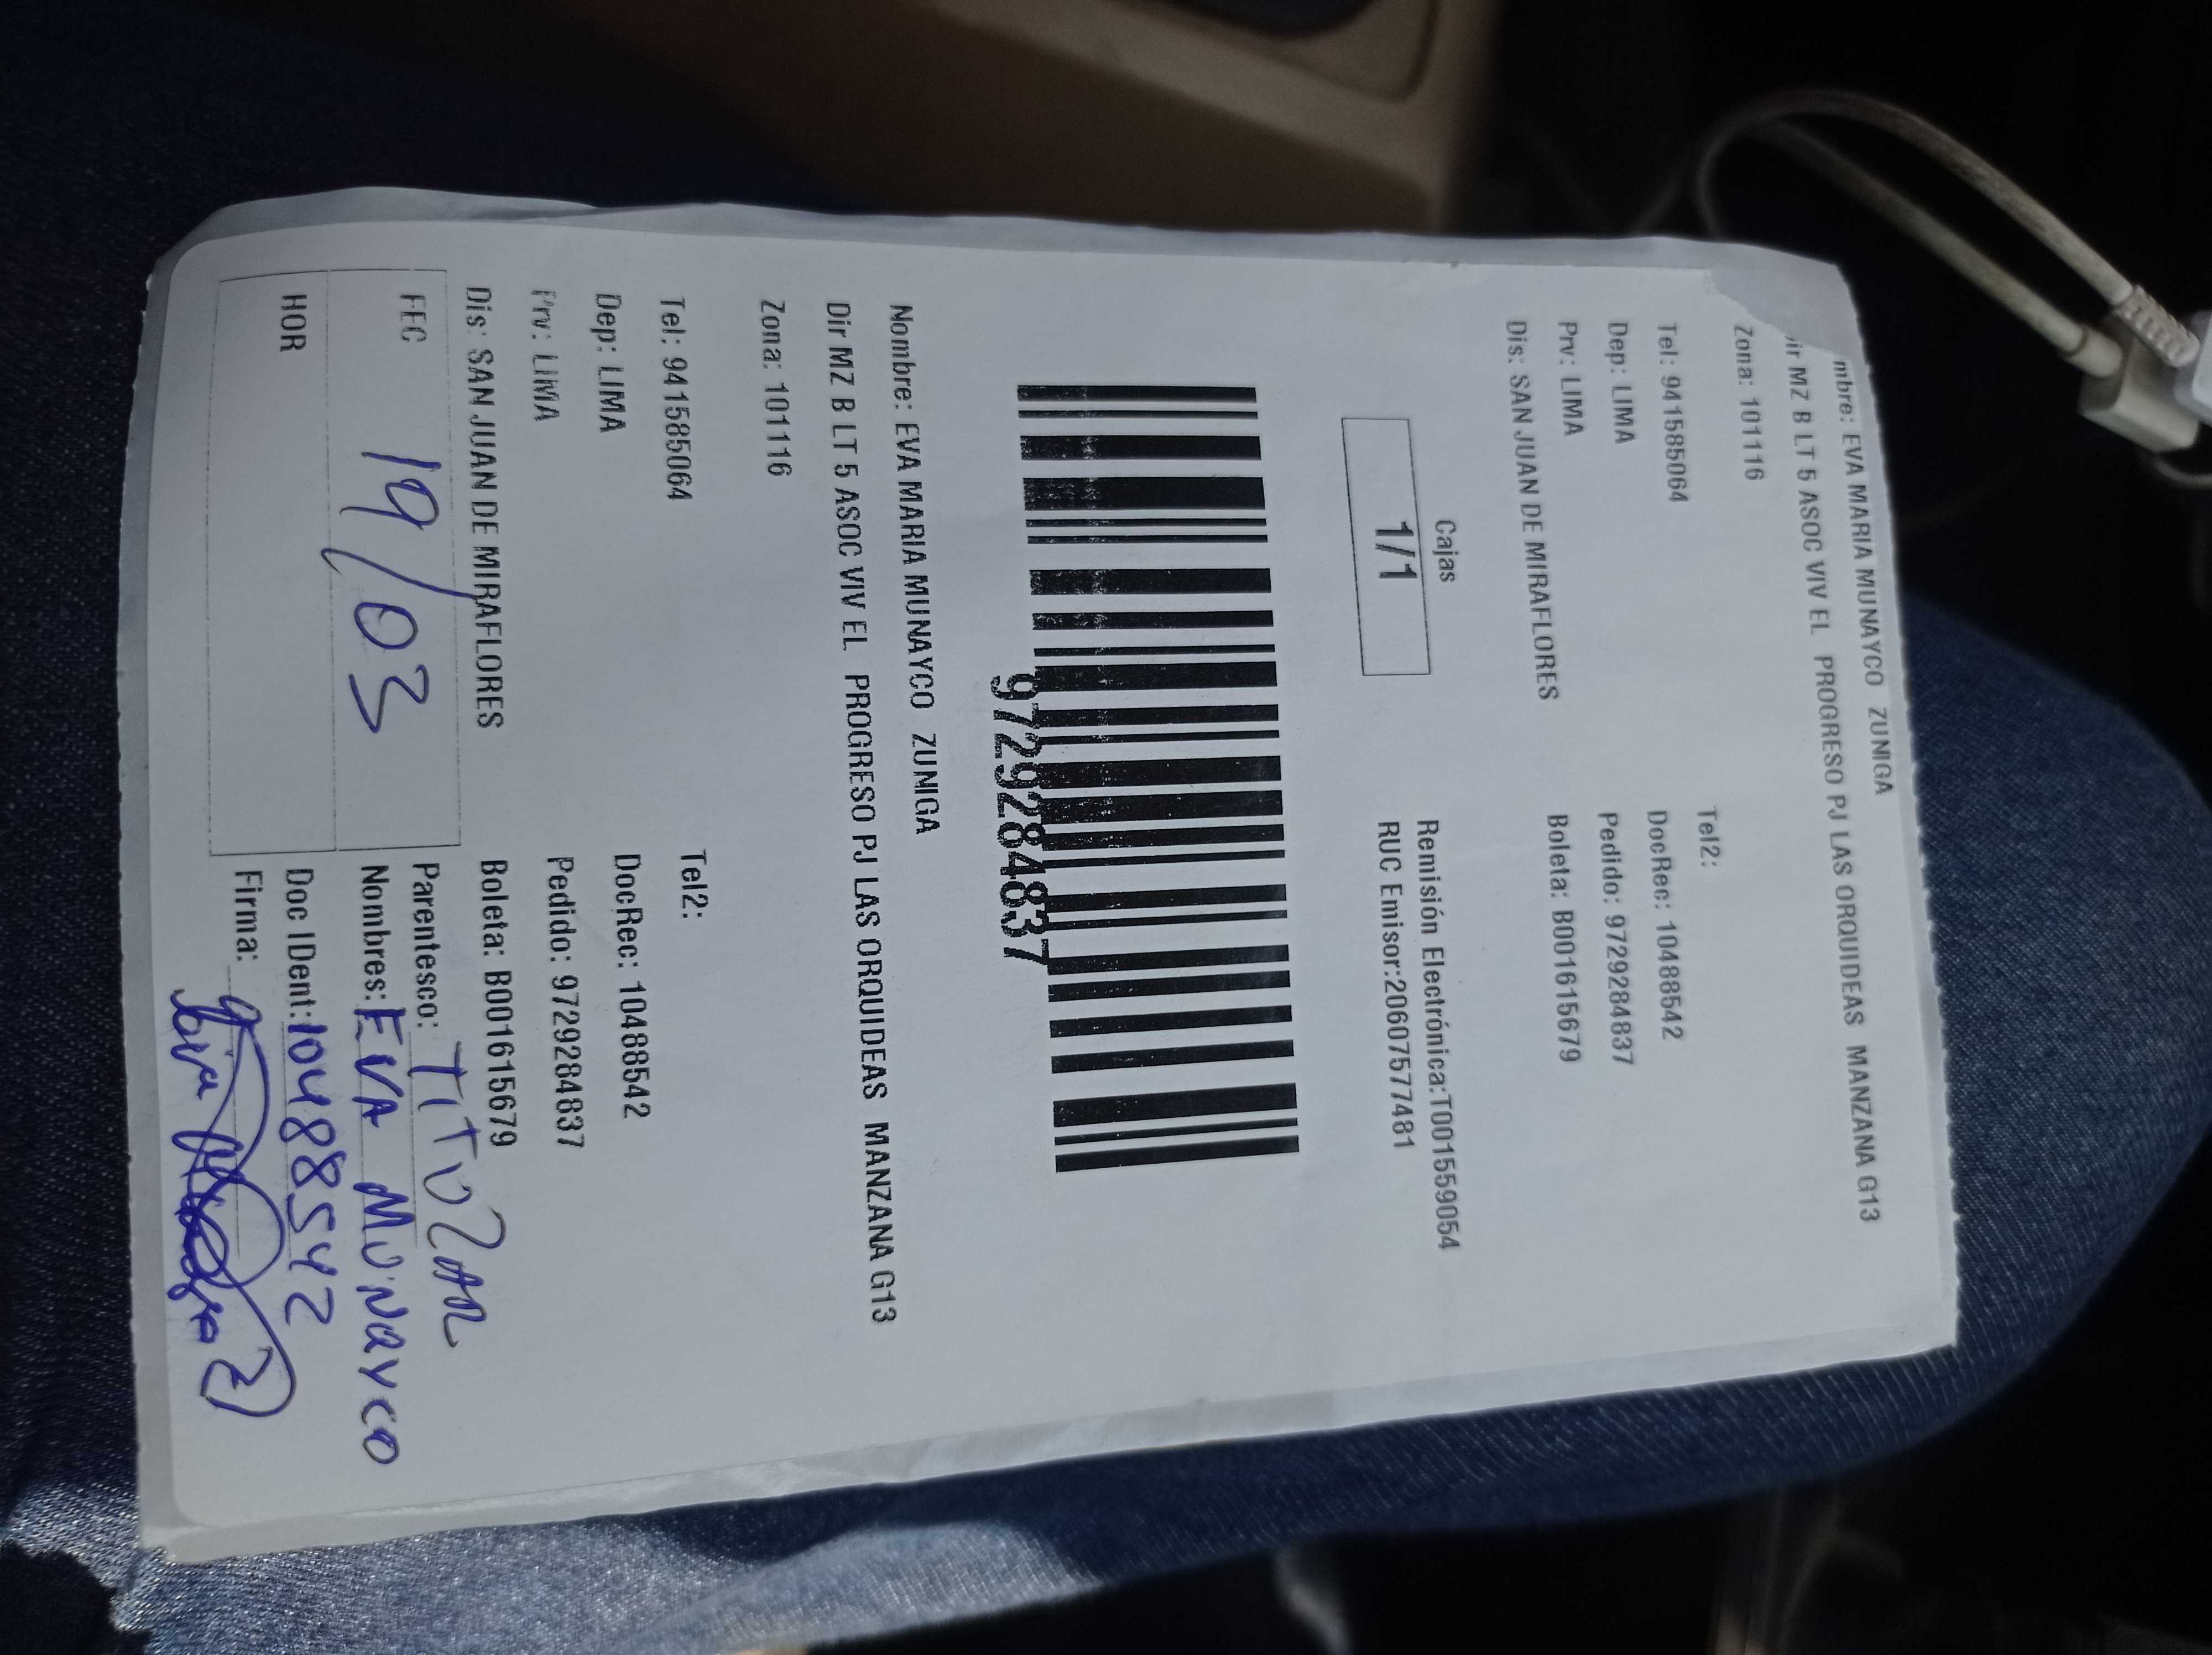 mbre: EVA MARIA MUNAYCO ZUNIGA
ir MZ B LT 5 ASOC VIV EL PROGRESO PJ LAS ORQUIDEAS MANZANA G13
Zona: 101116
Tel: 941585064 Tel2:
Dep: LIMA DocRec: 10488542
Prv: LIMA Pedido: 9729284837
Dis: SAN JUAN DE MIRAFLORES Boleta: B001615679
Cajas
1/1
Remisión Electrónica:T001559054
RUC Emisor:20607577481
9729284837
Nombre: EVA MARIA MUNAYCO ZUNIGA
Dir MZ B LT 5 ASOC VIV EL PROGRESO PJ LAS ORQUIDEAS MANZANA G13
Zona: 101116
Tel: 941585064 Tel2:
Dep: LIMA DocRec: 10488542
Prv: LIMA Pedido: 9729284837
Dis: SAN JUAN DE MIRAFLORES Boleta: B001615679
FEC 19/03
HOR
Parentesco: TITULAR
Nombres: EVA MUNAYCO
Doc IDent: 10488542
Firma: